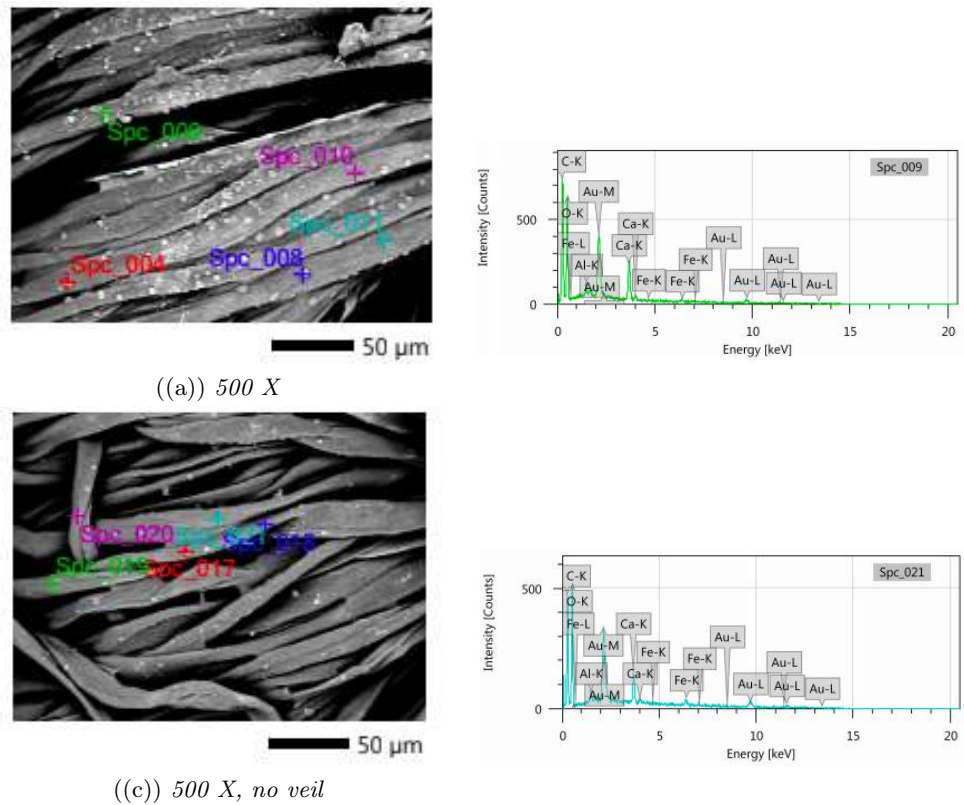 Spc_009
Spc_010
Spc_011
Spc_008
Spc_004
50 µm
Spc_009
C-K
Au-M
O-K
Ca-K
Fe-L
Ca-K
Au-L
Al-K
Fe-K
Au-L
Fe-K
Fe-K
Au-L
Au-L
Au-L
Au-M
Intensity [Counts]
500
0
0
5
10
15
20
Energy [keV]
((a)) 500 X
Spc_020
Spc_017
50 µm
Spc_021
C-K
O-K
Fe-L
Ca-K
Au-M
Fe-K
Au-L
Fe-K
Au-L
Al-K
Ca-K
Fe-K
Au-L
Au-L
Au-L
Au-M
Intensity [Counts]
500
0
0
5
10
15
20
Energy [keV]
((c)) 500 X, no veil